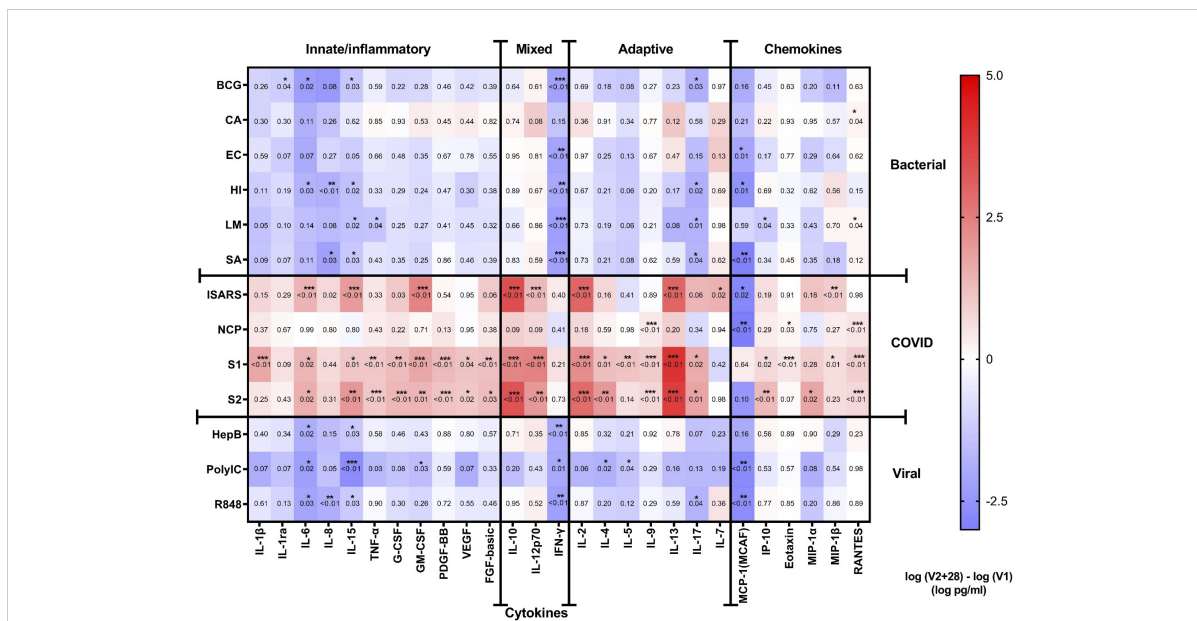 Innate/inflammatory Mixed Adaptive Chemokines
* * * *** *
BCG 0.26 0.04 0.02 0.08 0.03 0.59 0.22 0.28 0.46 0.42 0.39 0.64 0.61 <0.01 0.69 0.18 0.08 0.27 0.23 0.03 0.97 0.16 0.45 0.63 0.20 0.11 0.63
*
CA 0.30 0.30 0.11 0.26 0.62 0.85 0.93 0.53 0.45 0.44 0.82 0.74 0.08 0.15 0.36 0.91 0.34 0.77 0.12 0.58 0.29 0.21 0.22 0.93 0.95 0.57 0.04
** *
EC 0.59 0.07 0.07 0.27 0.05 0.66 0.48 0.35 0.67 0.78 0.55 0.95 0.81 <0.01 0.97 0.25 0.13 0.67 0.47 0.15 0.13 0.01 0.17 0.77 0.29 0.64 0.62
Bacterial
* ** * ** * *
HI 0.11 0.19 0.03 <0.01 0.02 0.33 0.29 0.24 0.47 0.30 0.38 0.89 0.67 <0.01 0.67 0.21 0.06 0.20 0.17 0.02 0.69 0.01 0.69 0.32 0.62 0.56 0.15
* * *** * * *
LM 0.05 0.10 0.14 0.08 0.02 0.04 0.25 0.27 0.41 0.45 0.32 0.66 0.86 <0.01 0.73 0.19 0.06 0.21 0.08 0.01 0.98 0.59 0.04 0.33 0.43 0.70 0.04
* * *** * **
SA 0.09 0.07 0.11 0.03 0.03 0.43 0.35 0.25 0.86 0.46 0.39 0.83 0.59 <0.01 0.73 0.21 0.08 0.62 0.59 0.04 0.62 <0.01 0.34 0.45 0.35 0.18 0.12
*** *** *** *** *** *** *** * * **
ISARS 0.15 0.29 <0.01 0.02 <0.01 0.33 0.03 <0.01 0.54 0.95 0.06 <0.01 <0.01 0.40 <0.01 0.16 0.41 0.89 <0.01 0.06 0.02 0.02 0.19 0.91 0.18 <0.01 0.98
*** ** * ***
NCP 0.37 0.67 0.99 0.80 0.80 0.43 0.22 0.71 0.13 0.95 0.38 0.09 0.09 0.41 0.18 0.59 0.98 <0.01 0.20 0.34 0.94 <0.01 0.29 0.03 0.75 0.27 <0.01
COVID
*** * * ** ** *** *** * ** *** *** *** * ** *** *** * * *** * ***
S1 <0.01 0.09 0.02 0.44 0.01 <0.01 <0.01 <0.01 <0.01 0.04 <0.01 <0.01 <0.01 0.21 <0.01 0.01 <0.01 <0.01 <0.01 0.02 0.42 0.64 0.02 <0.01 0.28 0.01 <0.01
* ** *** *** ** *** * * *** ** *** ** *** *** * ** * ***
S2 0.25 0.43 0.02 0.31 0.01 <0.01 <0.01 0.01 <0.01 0.02 0.03 <0.01 <0.01 0.73 <0.01 <0.01 0.14 <0.01 <0.01 0.01 0.98 0.10 <0.01 0.07 0.02 0.23 <0.01
* * **
HepB 0.40 0.34 0.02 0.15 0.03 0.58 0.46 0.43 0.88 0.80 0.57 0.71 0.35 <0.01 0.85 0.32 0.21 0.92 0.78 0.07 0.23 0.16 0.56 0.89 0.90 0.29 0.23
* *** * * * * **
PolyIC 0.07 0.07 0.02 0.05 <0.01 0.03 0.08 0.03 0.59 0.07 0.33 0.20 0.43 0.01 0.06 0.02 0.04 0.29 0.16 0.13 0.19 <0.01 0.53 0.57 0.08 0.54 0.98
Viral
* ** * ** * **
R848 0.61 0.13 0.03 <0.01 0.03 0.90 0.30 0.26 0.72 0.55 0.46 0.95 0.52 <0.01 0.87 0.20 0.12 0.29 0.59 0.04 0.36 <0.01 0.77 0.85 0.20 0.86 0.89
IL-1β IL-1ra IL-6 IL-8 IL-15 TNF-α G-CSF GM-CSF PDGF-BB VEGF FGF-basic IL-10 IL-12p70 IFN-γ IL-2 IL-4 IL-5 IL-9 IL-13 IL-17 IL-7 MCP-1(MCAF) IP-10 Eotaxin MIP-1α MIP-1β RANTES
Cytokines
5.0
2.5
0
-2.5
log (V2+28) - log (V1)
(log pg/ml)